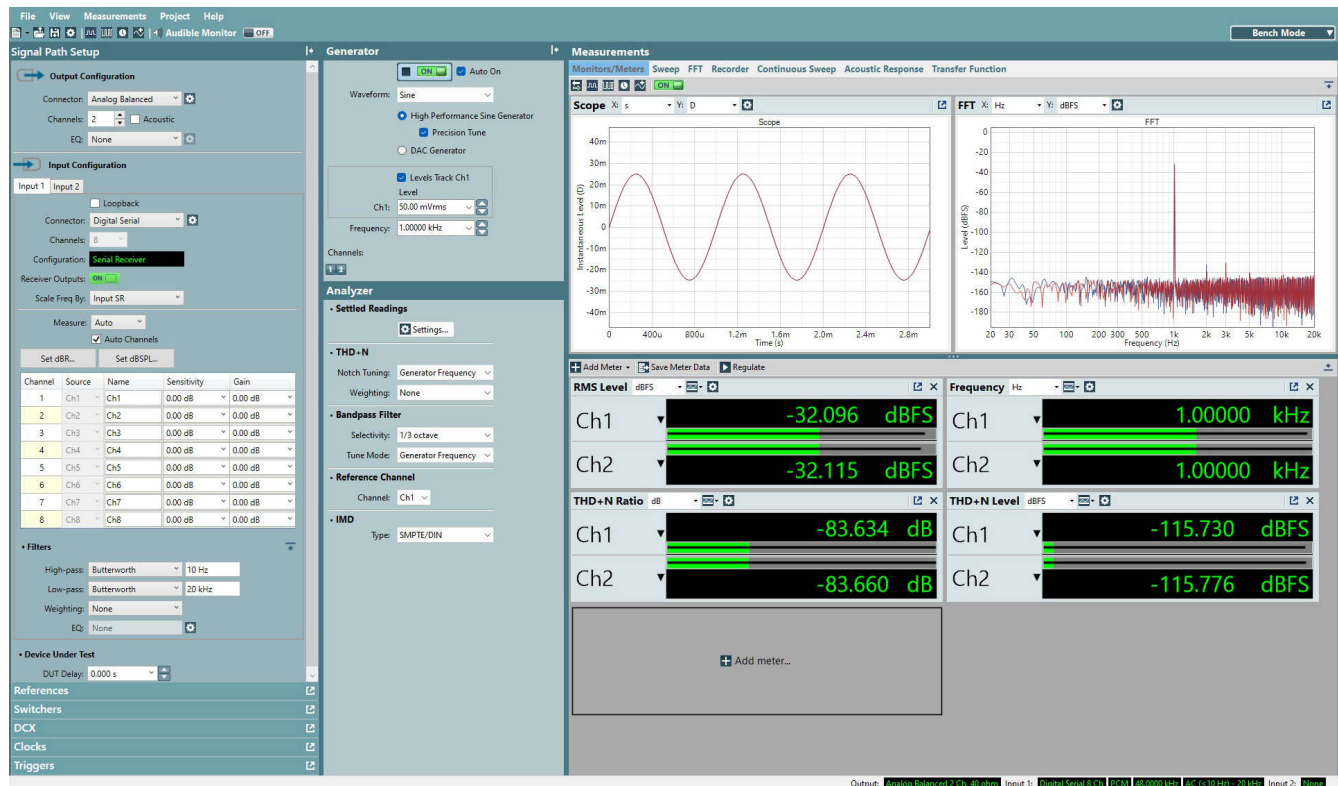 File View Measurements Project Help
Audible Monitor OFF
Bench Mode
Signal Path Setup
Output Configuration
Connector: Analog Balanced
Channels: 2 Acoustic
EQ: None
Input Configuration
Input 1 Input 2
Loopback
Connector: Digital Serial
Channels: 8
Configuration: Serial Receiver
Receiver Outputs: ON
Scale Freq By: Input SR
Measure: Auto
Auto Channels
Set dBR... Set dBSPL...
Channel Source Name Sensitivity Gain
1 Ch1 Ch1 0.00 dB 0.00 dB
2 Ch2 Ch2 0.00 dB 0.00 dB
3 Ch3 Ch3 0.00 dB 0.00 dB
4 Ch4 Ch4 0.00 dB 0.00 dB
5 Ch5 Ch5 0.00 dB 0.00 dB
6 Ch6 Ch6 0.00 dB 0.00 dB
7 Ch7 Ch7 0.00 dB 0.00 dB
8 Ch8 Ch8 0.00 dB 0.00 dB
Filters
High-pass: Butterworth 10 Hz
Low-pass: Butterworth 20 kHz
Weighting: None
EQ: None
Device Under Test
DUT Delay: 0.000 s
References
Switchers
DCX
Clocks
Triggers
Generator
ON Auto On
Waveform: Sine
High Performance Sine Generator
Precision Tune
DAC Generator
Levels Track Ch1
Level
Ch1: 50.00 mVrms
Frequency: 1.00000 kHz
Channels:
1 2
Analyzer
Settled Readings
Settings...
THD+N
Notch Tuning: Generator Frequency
Weighting: None
Bandpass Filter
Selectivity: 1/3 octave
Tune Mode: Generator Frequency
Reference Channel
Channel: Ch1
IMD
Type: SMPTE/DIN
Measurements
Monitors/Meters Sweep FFT Recorder Continuous Sweep Acoustic Response Transfer Function
ON
Scope X: s Y: D
Scope
Instantaneous Level (D)
40m
30m
20m
10m
0
-10m
-20m
-30m
-40m
0 400u 800u 1.2m 1.6m 2.0m 2.4m 2.8m
Time (s)
FFT X: Hz Y: dBFS
FFT
Level (dBFS)
0
-20
-40
-60
-80
-100
-120
-140
-160
-180
20 30 50 100 200 300 500 1k 2k 3k 5k 10k 20k
Frequency (Hz)
Add Meter Save Meter Data Regulate
RMS Level dBFS
Ch1 -32.096 dBFS
Ch2 -32.115 dBFS
Frequency Hz
Ch1 1.00000 kHz
Ch2 1.00000 kHz
THD+N Ratio dB
Ch1 -83.634 dB
Ch2 -83.660 dB
THD+N Level dBFS
Ch1 -115.730 dBFS
Ch2 -115.776 dBFS
Add meter...
Output: Analog Balanced 2 Ch, 40 ohm Input 1: Digital Serial 8 Ch PCM 48.0000 kHz AC (<10 Hz) - 20 kHz Input 2: None